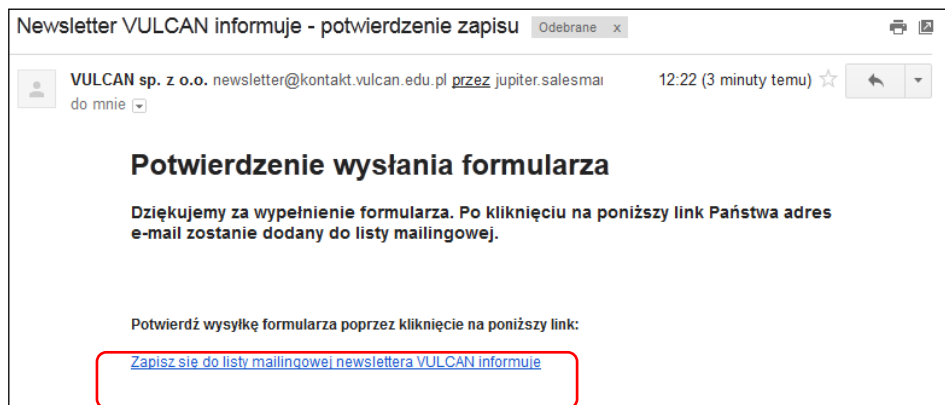 Newsletter VULCAN informuje - potwierdzenie zapisu Odebrane x
VULCAN sp. z o.o. newsletter@kontakt.vulcan.edu.pl przez jupiter.salesmar 12:22 (3 minuty temu)
do mnie
Potwierdzenie wysłania formularza
Dziękujemy za wypełnienie formularza. Po kliknięciu na poniższy link Państwa adres
e-mail zostanie dodany do listy mailingowej.
Potwierdź wysyłkę formularza poprzez kliknięcie na poniższy link:
Zapisz się do listy mailingowej newslettera VULCAN informuje